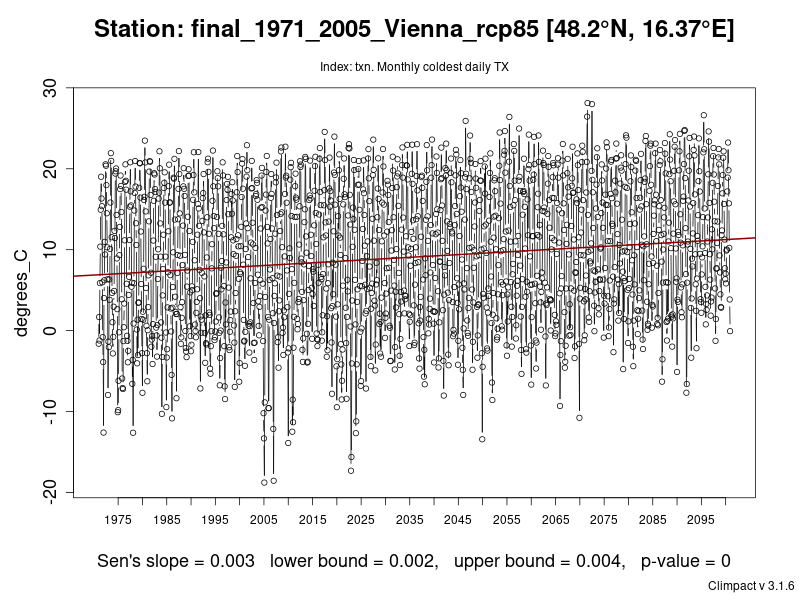 Station: final_1971_2005_Vienna_rcp85 [48.2°N, 16.37°E]
Index: txn. Monthly coldest daily TX
degrees_C
30
20
10
0
-10
-20
1975 1985 1995 2005 2015 2025 2035 2045 2055 2065 2075 2085 2095
Sen's slope = 0.003 lower bound = 0.002, upper bound = 0.004, p-value = 0
Climpact v 3.1.6